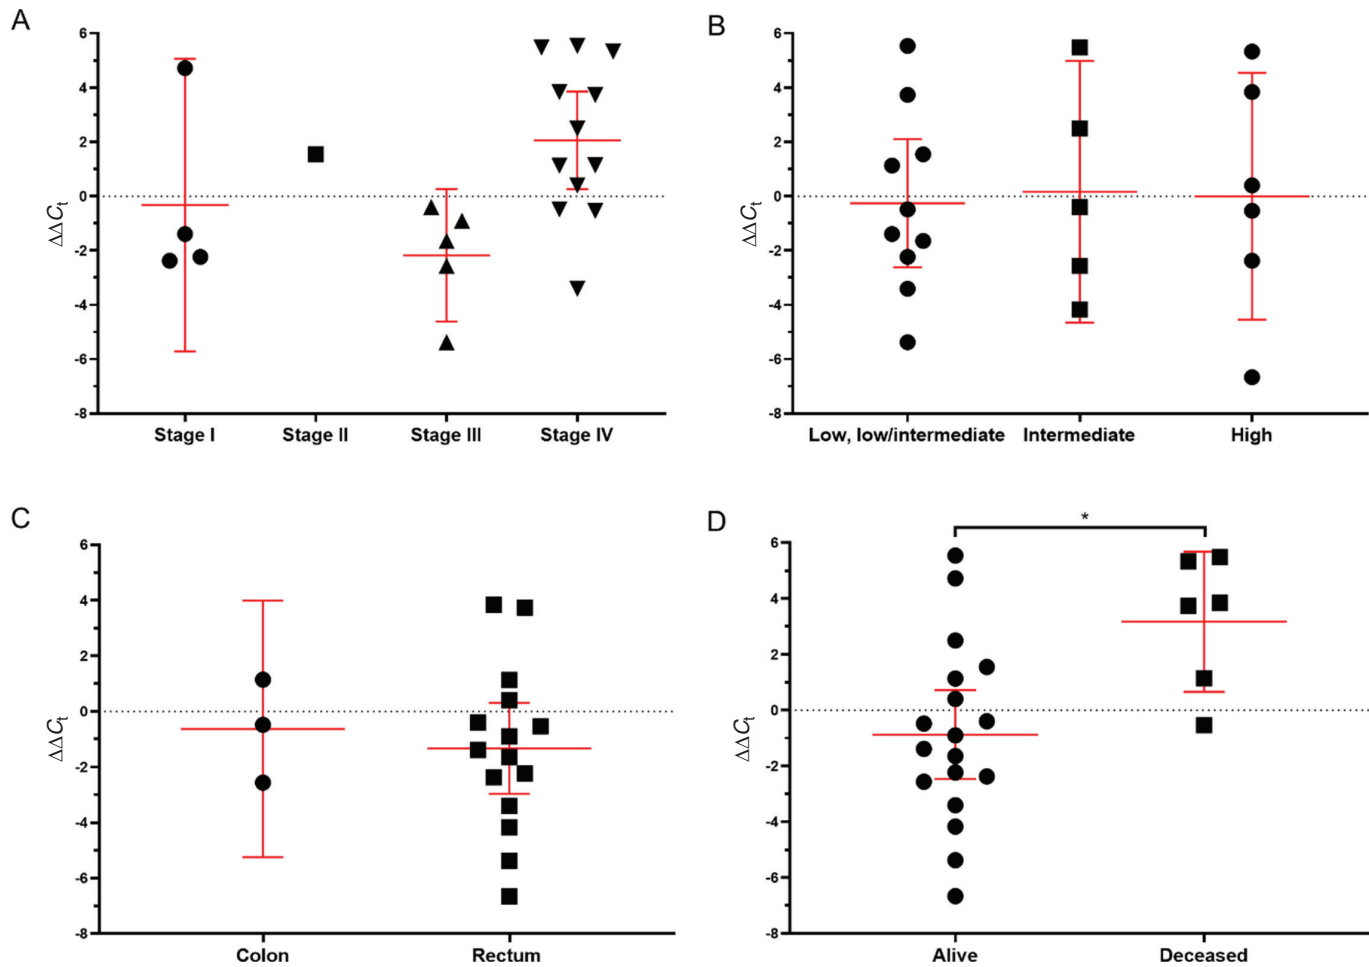 A
6
4
2
0
-2
-4
-6
-8
ΔΔCt
Stage I Stage II Stage III Stage IV
B
6
4
2
0
-2
-4
-6
-8
ΔΔCt
Low, low/intermediate Intermediate High
C
6
4
2
0
-2
-4
-6
-8
ΔΔCt
Colon Rectum
D
*
6
4
2
0
-2
-4
-6
-8
ΔΔCt
Alive Deceased